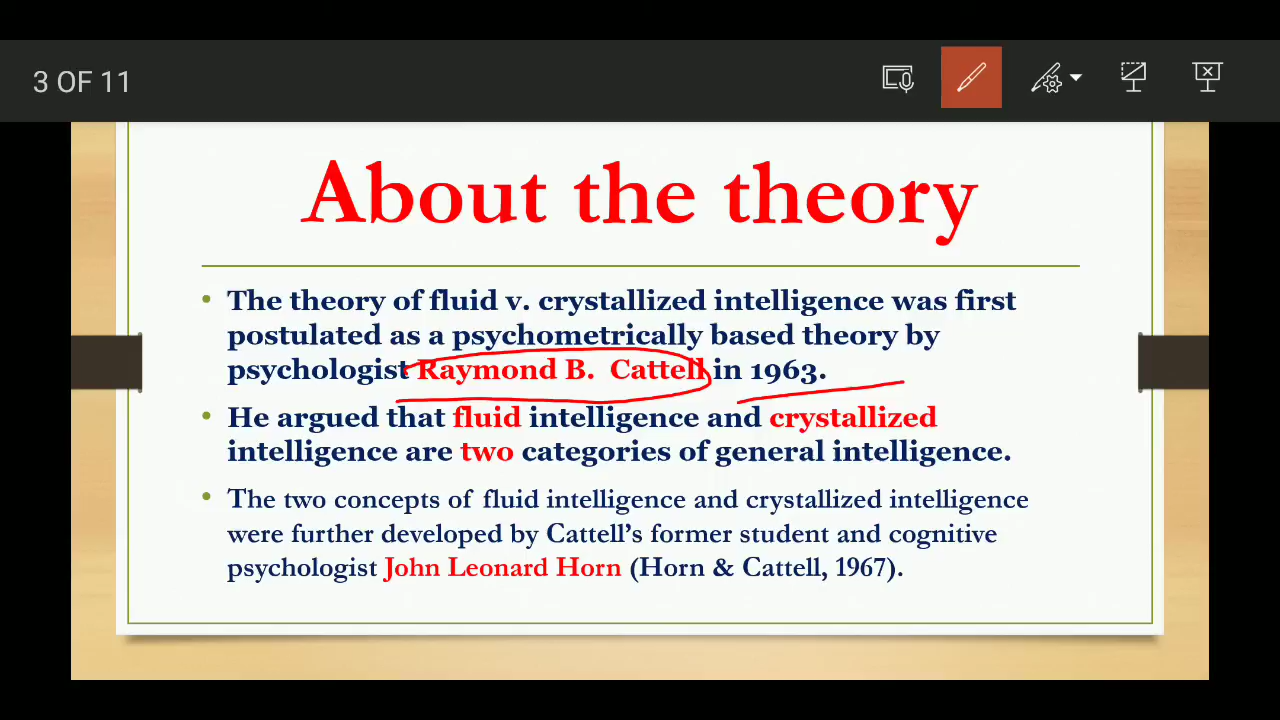 3 OF 11
About the theory
• The theory of fluid v. crystallized intelligence was first
postulated as a psychometrically based theory by
psychologist Raymond B. Cattell in 1963.
• He argued that fluid intelligence and crystallized
intelligence are two categories of general intelligence.
• The two concepts of fluid intelligence and crystallized intelligence
were further developed by Cattell’s former student and cognitive
psychologist John Leonard Horn (Horn & Cattell, 1967).